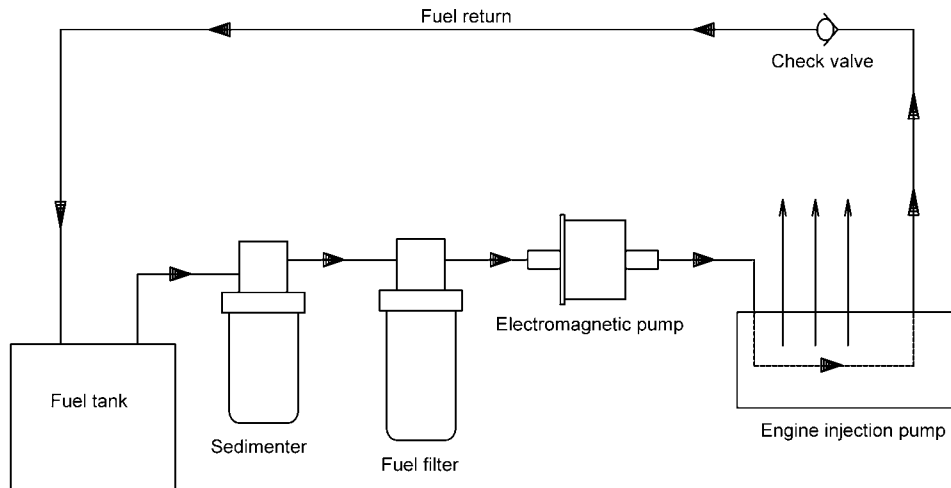 Fuel return
Check valve
Electromagnetic pump
Fuel tank
Engine injection pump
Sedimenter
Fuel filter